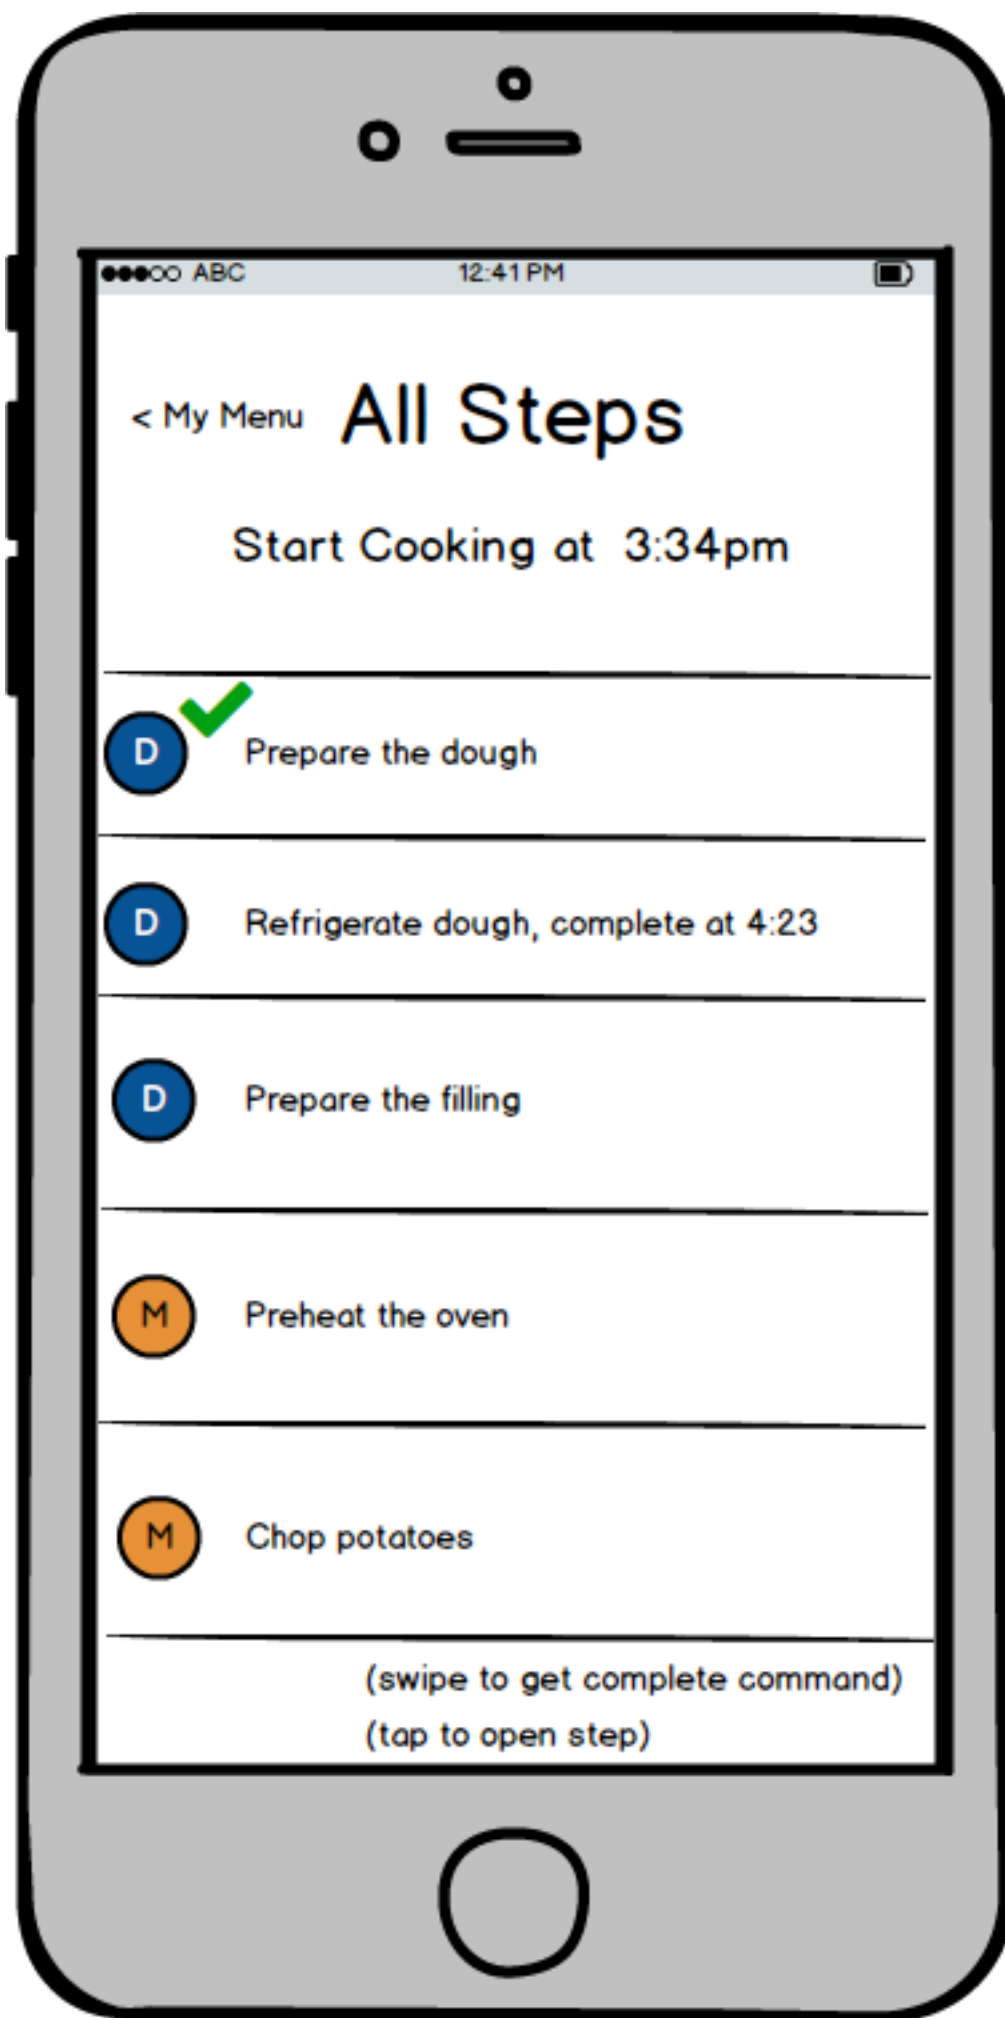 ABC 12:41 PM
< My Menu All Steps
Start Cooking at 3:34pm
D Prepare the dough
D Refrigerate dough, complete at 4:23
D Prepare the filling
M Preheat the oven
M Chop potatoes
(swipe to get complete command)
(tap to open step)